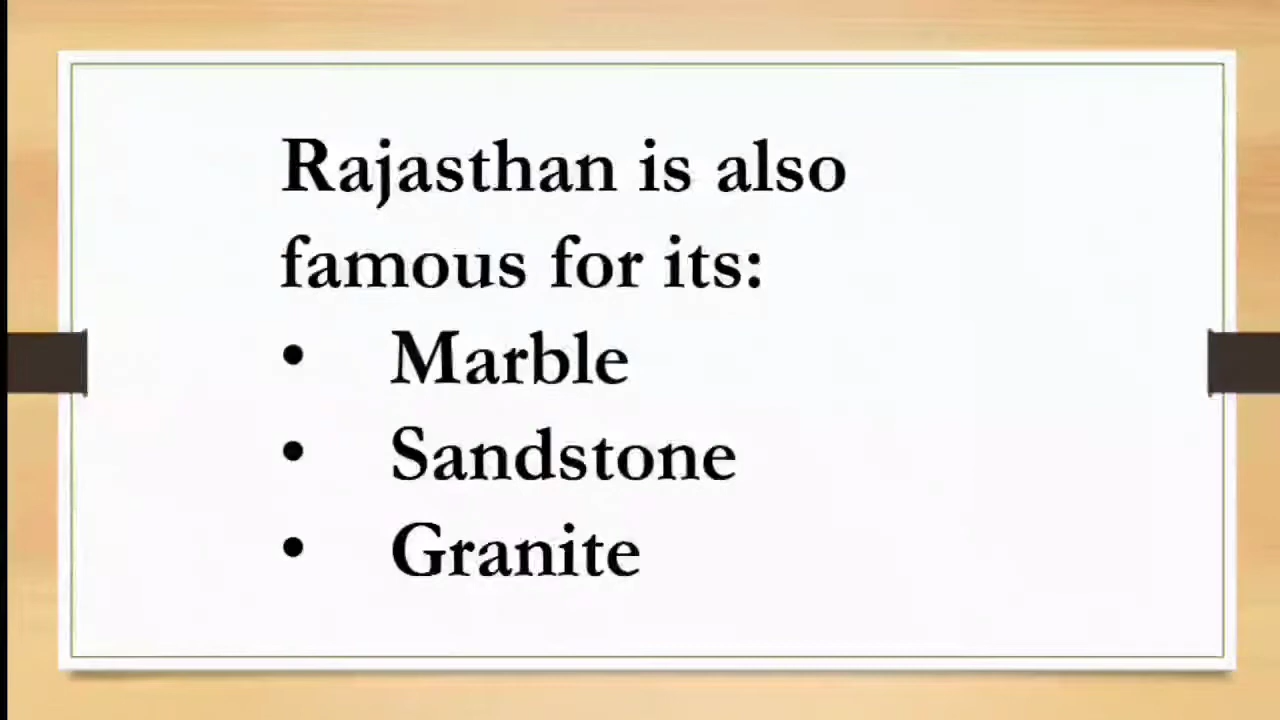 Rajasthan is also
famous for its:
• Marble
• Sandstone
• Granite